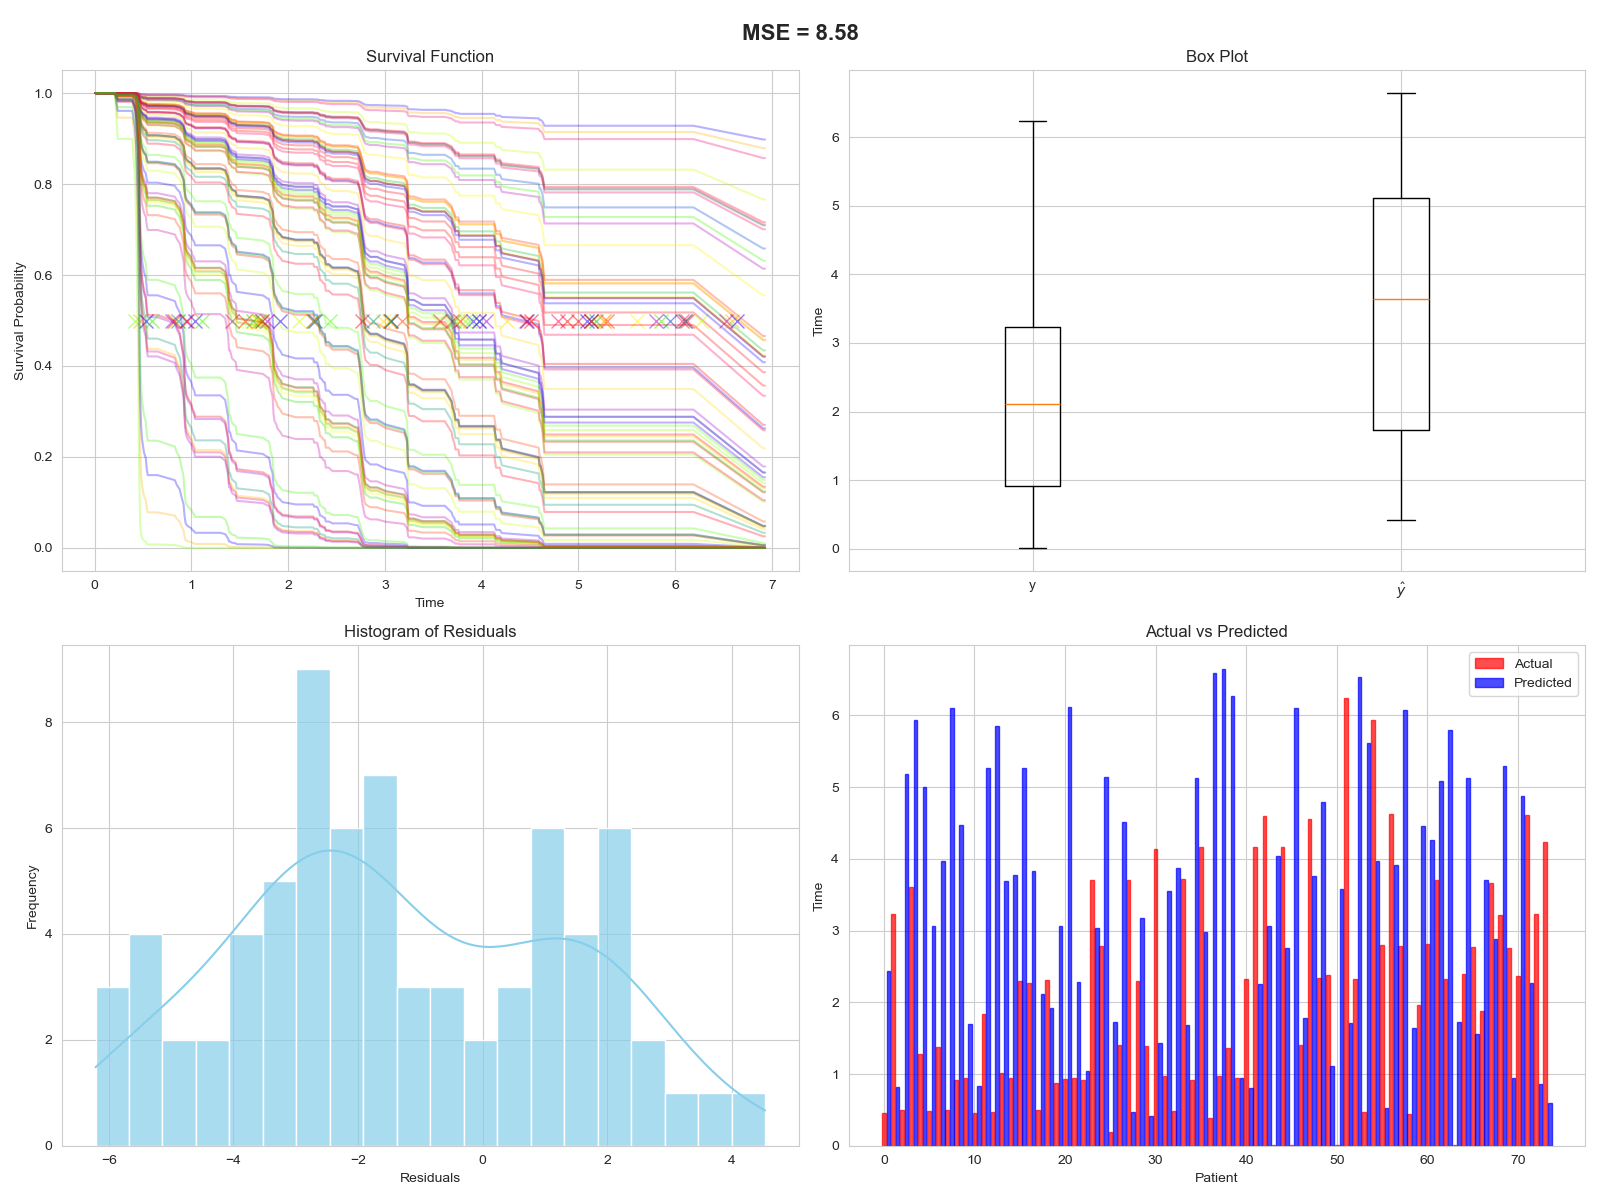 MSE = 8.58
Survival Function
Survival Probability
1.0
0.8
0.6
0.4
0.2
0.0
0 1 2 3 4 5 6 7
Time
Box Plot
Time
6
5
4
3
2
1
0
y ŷ
Histogram of Residuals
Frequency
8
6
4
2
0
−6 −4 −2 0 2 4
Residuals
Actual vs Predicted
Actual
Predicted
Time
6
5
4
3
2
1
0
0 10 20 30 40 50 60 70
Patient